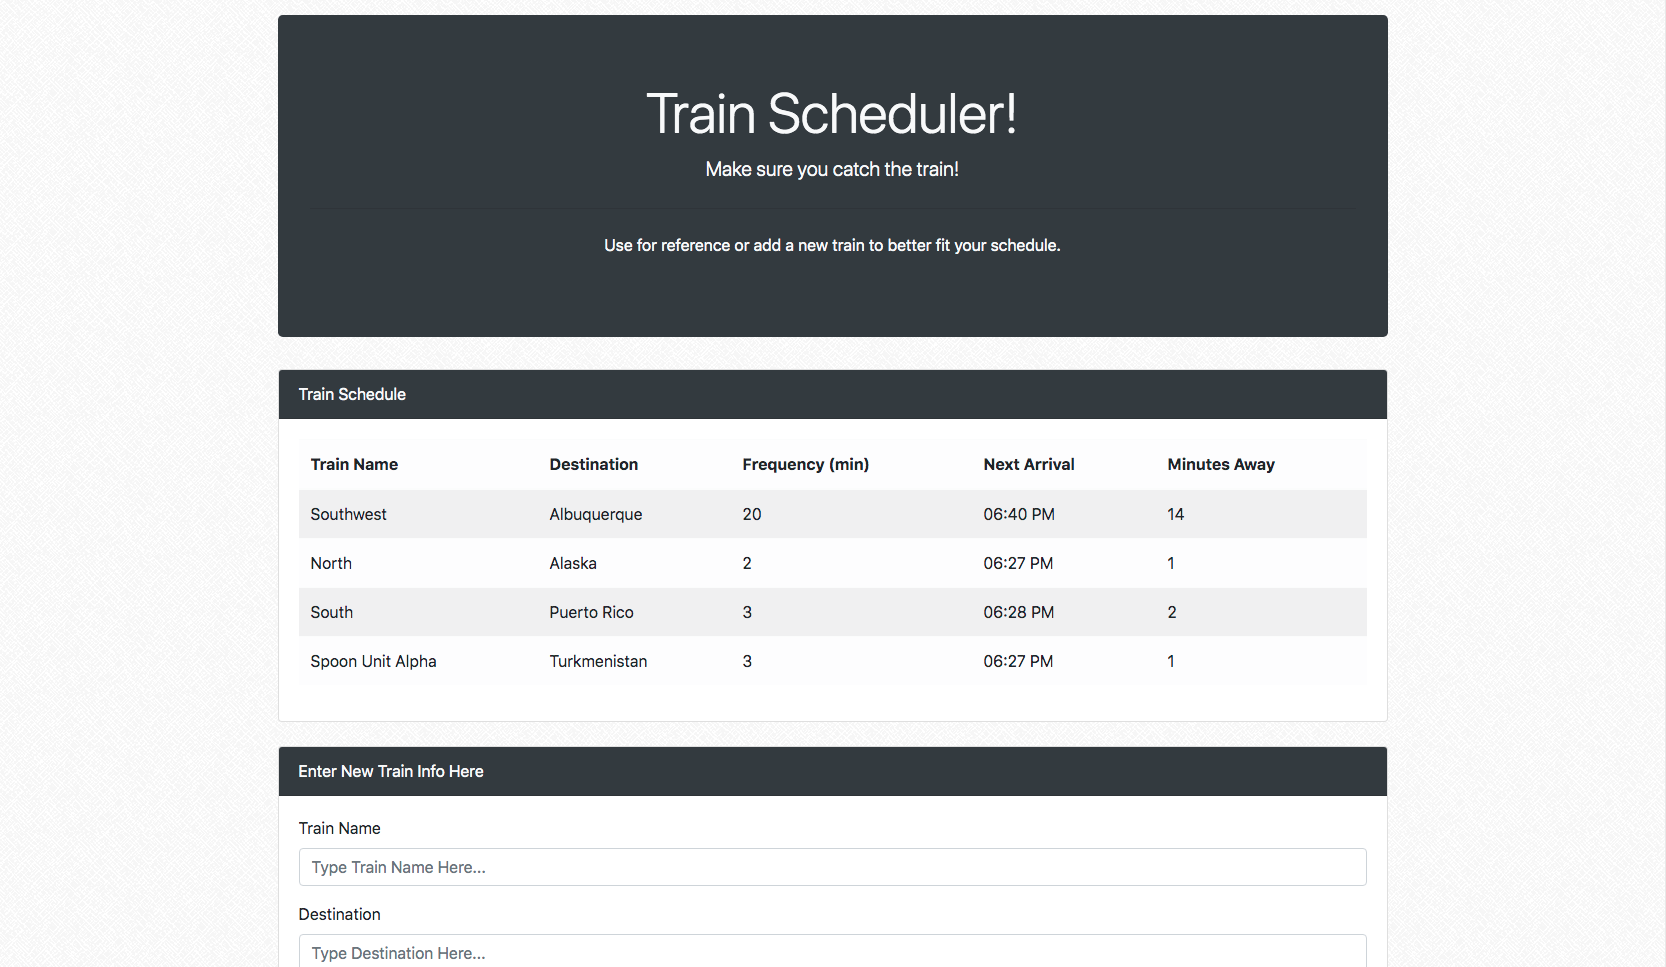 Train Scheduler!
Make sure you catch the train!
Use for reference or add a new train to better fit your schedule.
Train Schedule
Train Name Destination Frequency (min) Next Arrival Minutes Away
Southwest Albuquerque 20 06:40 PM 14
North Alaska 2 06:27 PM 1
South Puerto Rico 3 06:28 PM 2
Spoon Unit Alpha Turkmenistan 3 06:27 PM 1
Enter New Train Info Here
Train Name
Type Train Name Here...
Destination
Type Destination Here...